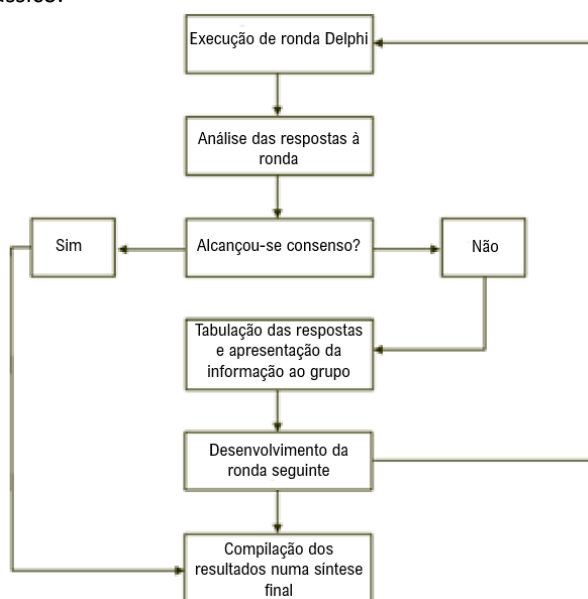 Execução de ronda Delphi
Análise das respostas à
ronda
Sim
Alcançou-se consenso?
Não
Tabulação das respostas
e apresentação da
informação ao grupo
Desenvolvimento da
ronda seguinte
Compilação dos
resultados numa síntese
final